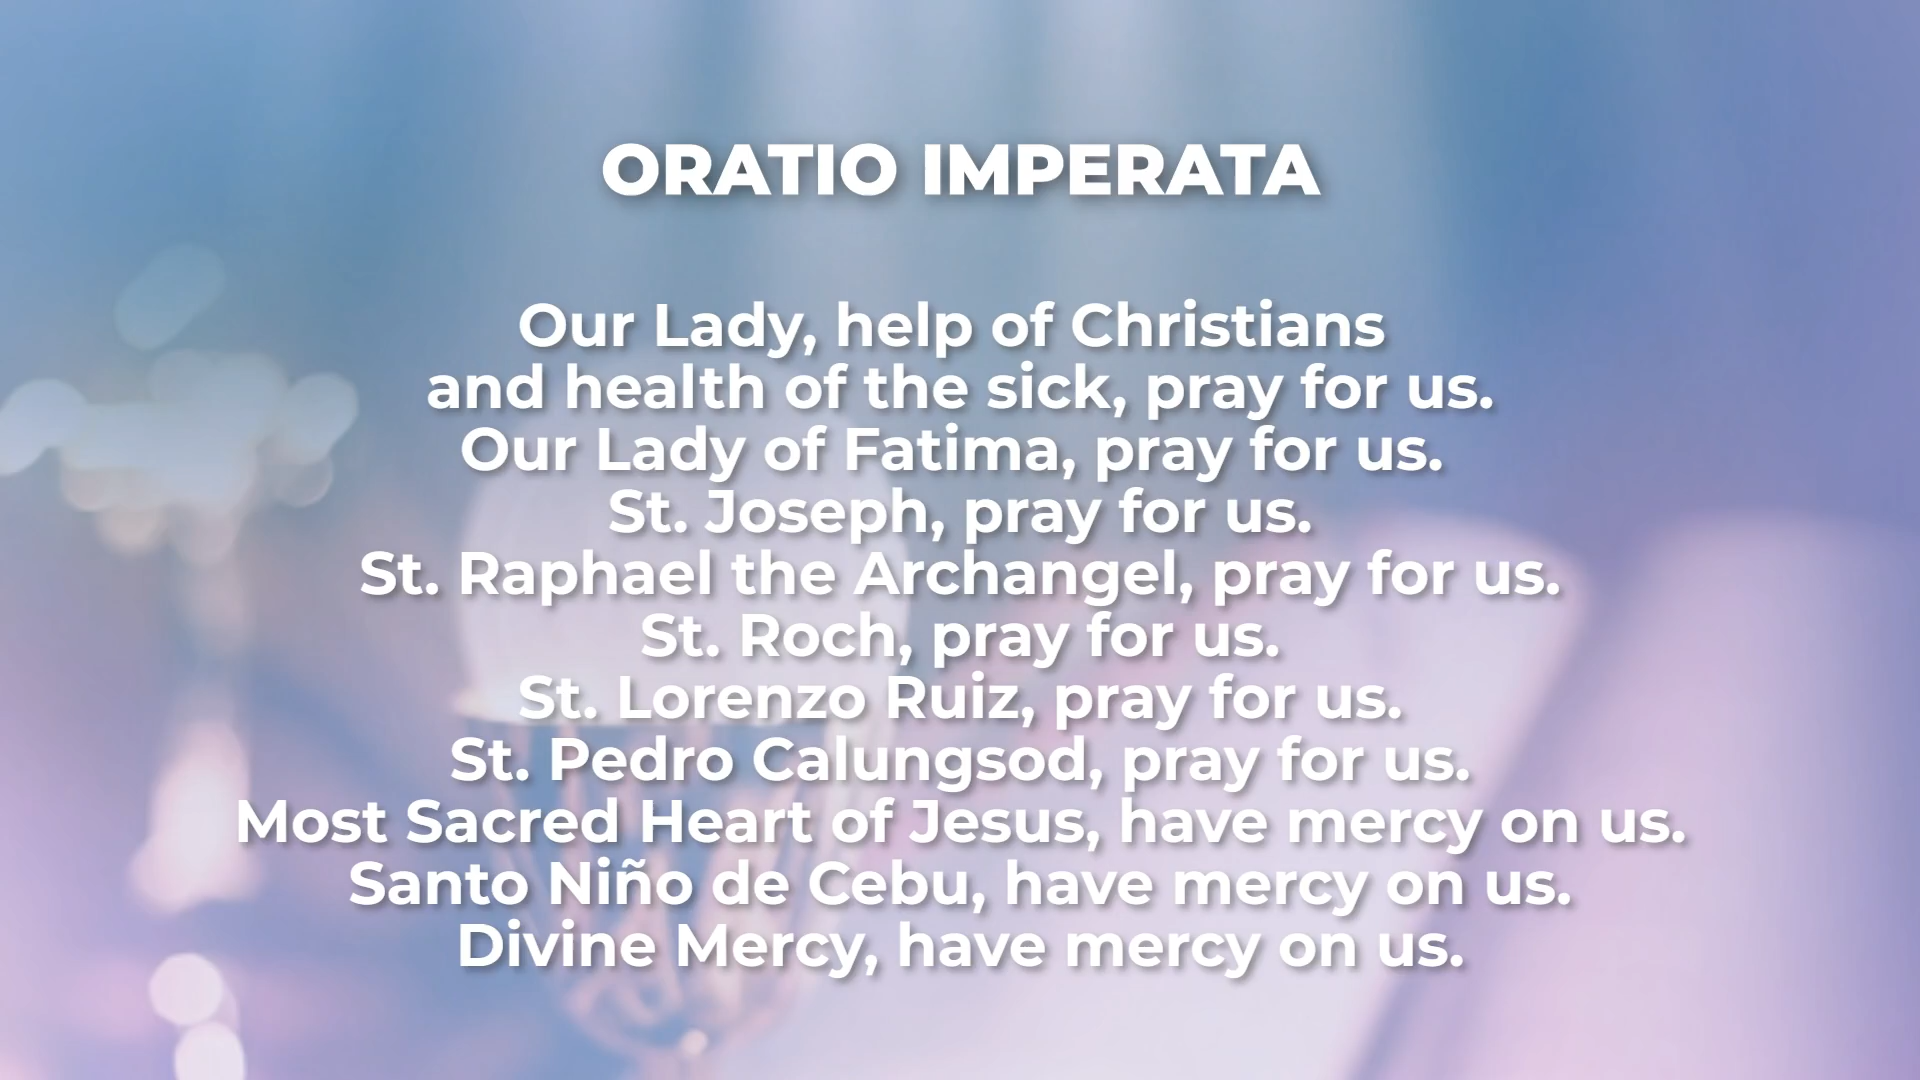 ORATIO IMPERATA
Our Lady, help of Christians
and health of the sick, pray for us.
Our Lady of Fatima, pray for us.
St. Joseph, pray for us.
St. Raphael the Archangel, pray for us.
St. Roch, pray for us.
St. Lorenzo Ruiz, pray for us.
St. Pedro Calungsod, pray for us.
Most Sacred Heart of Jesus, have mercy on us.
Santo Niño de Cebu, have mercy on us.
Divine Mercy, have mercy on us.